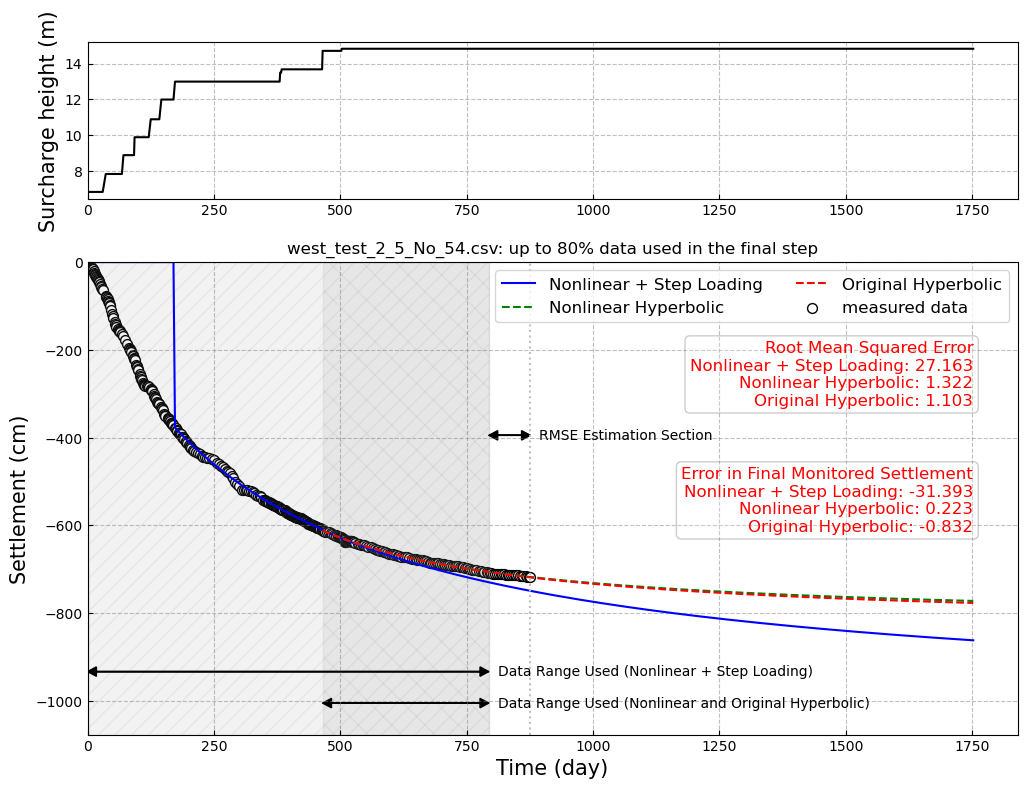 Surcharge height (m)
14
12
10
8
0 250 500 750 1000 1250 1500 1750
west_test_2_5_No_54.csv: up to 80% data used in the final step
Settlement (cm)
0
−200
−400
−600
−800
−1000
Nonlinear + Step Loading
Nonlinear Hyperbolic
Original Hyperbolic
measured data
Root Mean Squared Error
Nonlinear + Step Loading: 27.163
Nonlinear Hyperbolic: 1.322
Original Hyperbolic: 1.103
RMSE Estimation Section
Error in Final Monitored Settlement
Nonlinear + Step Loading: -31.393
Nonlinear Hyperbolic: 0.223
Original Hyperbolic: -0.832
Data Range Used (Nonlinear + Step Loading)
Data Range Used (Nonlinear and Original Hyperbolic)
0 250 500 750 1000 1250 1500 1750
Time (day)